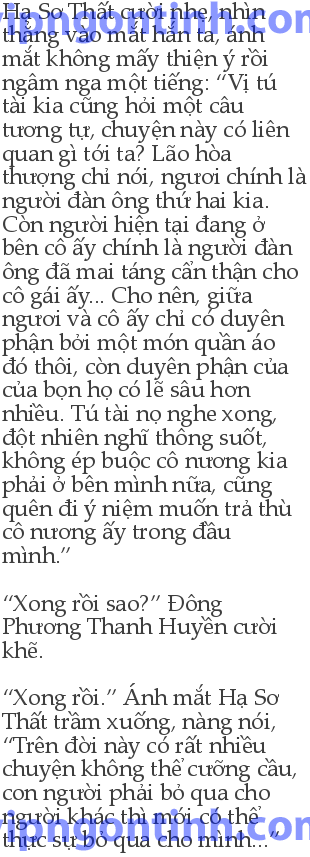 Hạ Sơ Thất cười nhẹ, nhìn
thẳng vào mắt hắn ta, ánh
mắt không mấy thiện ý rồi
ngâm nga một tiếng: “Vị tú
tài kia cũng hỏi một câu
tương tự, chuyện này có liên
quan gì tới ta? Lão hòa
thượng chỉ nói, ngươi chính là
người đàn ông thứ hai kia.
Còn người hiện tại đang ở
bên cô ấy chính là người đàn
ông đã mai táng cẩn thận cho
cô gái ấy... Cho nên, giữa
ngươi và cô ấy chỉ có duyên
phận bởi một món quần áo
đó thôi, còn duyên phận của
của bọn họ có lẽ sâu hơn
nhiều. Tú tài nọ nghe xong,
đột nhiên nghĩ thông suốt,
không ép buộc cô nương kia
phải ở bên mình nữa, cũng
quên đi ý niệm muốn trả thù
cô nương ấy trong đầu
mình.”
“Xong rồi sao?” Đông
Phương Thanh Huyền cười
khẽ.
“Xong rồi.” Ánh mắt Hạ Sơ
Thất trầm xuống, nàng nói,
“Trên đời này có rất nhiều
chuyện không thể cưỡng cầu,
con người phải bỏ qua cho
người khác thì mới có thể
thực sự bỏ qua cho mình...”